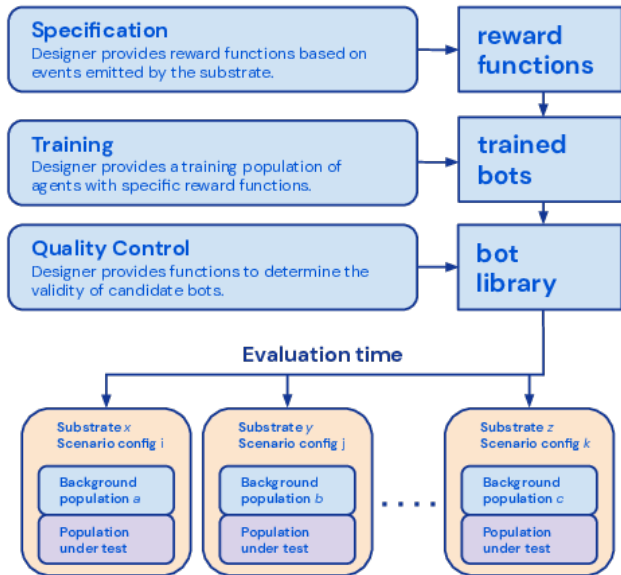 Specification
Designer provides reward functions based on
events emitted by the substrate.
reward
functions
Training
Designer provides a training population of
agents with specific reward functions.
trained
bots
Quality Control
Designer provides functions to determine the
validity of candidate bots.
bot
library
Evaluation time
Substrate x
Scenario config i
Background
population a
Population
under test
Substrate y
Scenario config j
Background
population b
Population
under test
Substrate z
Scenario config k
Background
population c
Population
under test